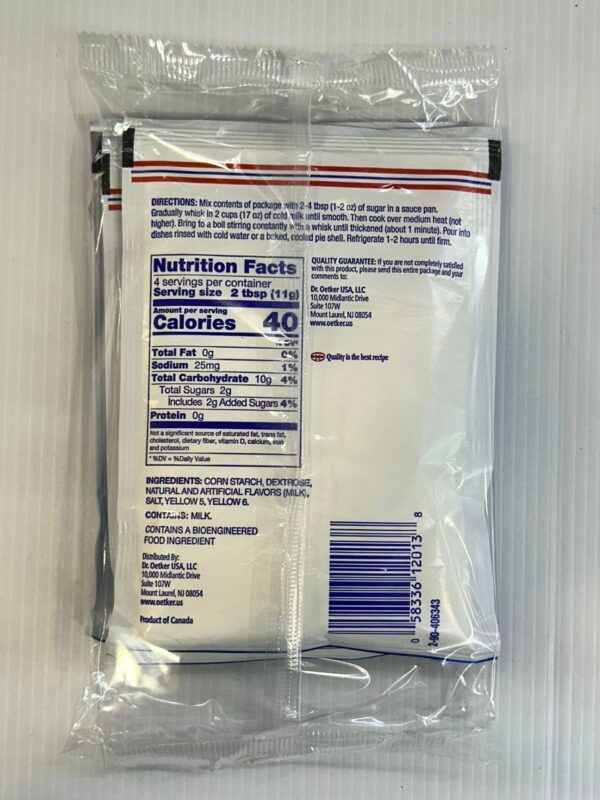 DIRECTIONS: Mix contents of package with 2-4 tbsp (1-2 oz) of sugar in a sauce pan.
Gradually whisk in 2 cups (17 oz) of cold milk until smooth. Then cook over medium heat (not
higher). Bring to a boil stirring constantly with a whisk until thickened (about 1 minute). Pour into
dishes rinsed with cold water or a baked, cooled pie shell. Refrigerate 1-2 hours until firm.
Nutrition Facts
4 servings per container
Serving size 2 tbsp (11g)
Amount per serving
Calories 40
% DV*
Total Fat 0g 0%
Sodium 25mg 1%
Total Carbohydrate 10g 4%
Total Sugars 2g
Includes 2g Added Sugars 4%
Protein 0g
Not a significant source of saturated fat, trans fat,
cholesterol, dietary fiber, vitamin D, calcium, iron
and potassium
*%DV = %Daily Value
QUALITY GUARANTEE: If you are not completely satisfied
with this product, please send this entire package and your
comments to:
Dr. Oetker USA, LLC
10,000 Midlantic Drive
Suite 107W
Mount Laurel, NJ 08054
www.oetker.us
Quality is the best recipe
INGREDIENTS: CORN STARCH, DEXTROSE,
NATURAL AND ARTIFICIAL FLAVORS (MILK),
SALT, YELLOW 5, YELLOW 6.
CONTAINS: MILK.
CONTAINS A BIOENGINEERED
FOOD INGREDIENT
Distributed By:
Dr. Oetker USA, LLC
10,000 Midlantic Drive
Suite 107W
Mount Laurel, NJ 08054
www.oetker.us
Product of Canada
0 58336 12013 8
2-90-406343